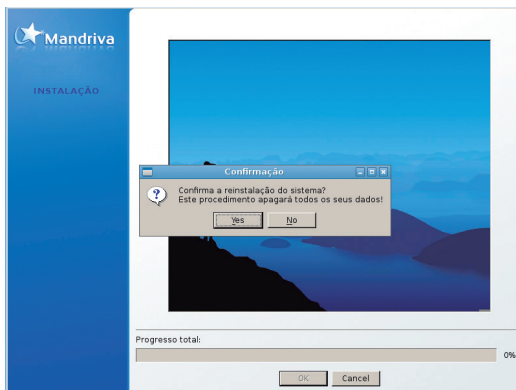 Mandriva
INSTALAÇÃO
Confirmação
Confirma a reinstalação do sistema?
Este procedimento apagará todos os seus dados!
Yes
No
Progresso total:
0%
OK
Cancel